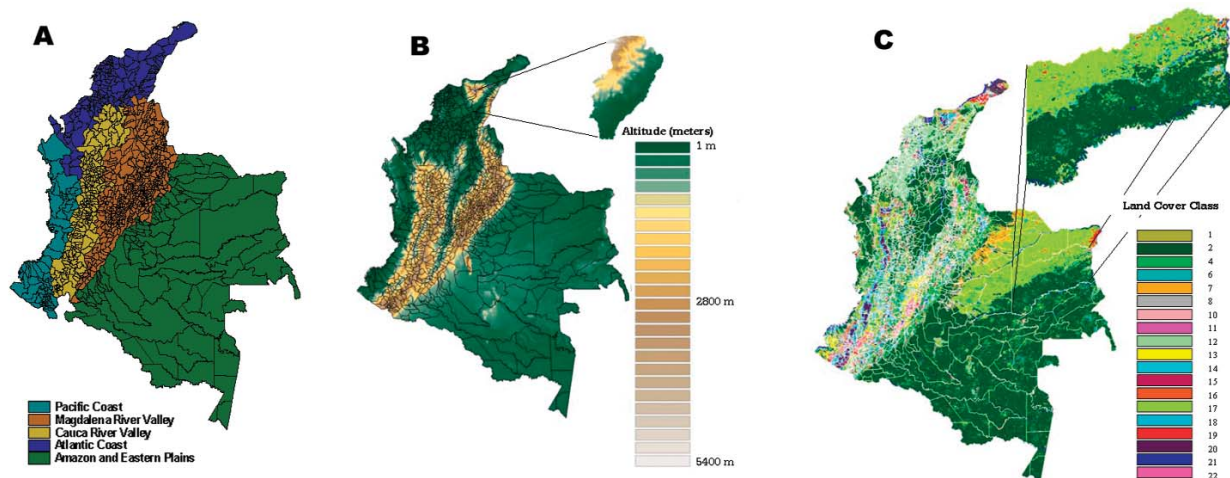 A
Pacific Coast
Magdalena River Valley
Cauca River Valley
Atlantic Coast
Amazon and Eastern Plains
B
Altitude (meters)
1 m
2800 m
5400 m
C
Land Cover Class
1
2
4
6
7
8
10
11
12
13
14
15
16
17
18
19
20
21
22